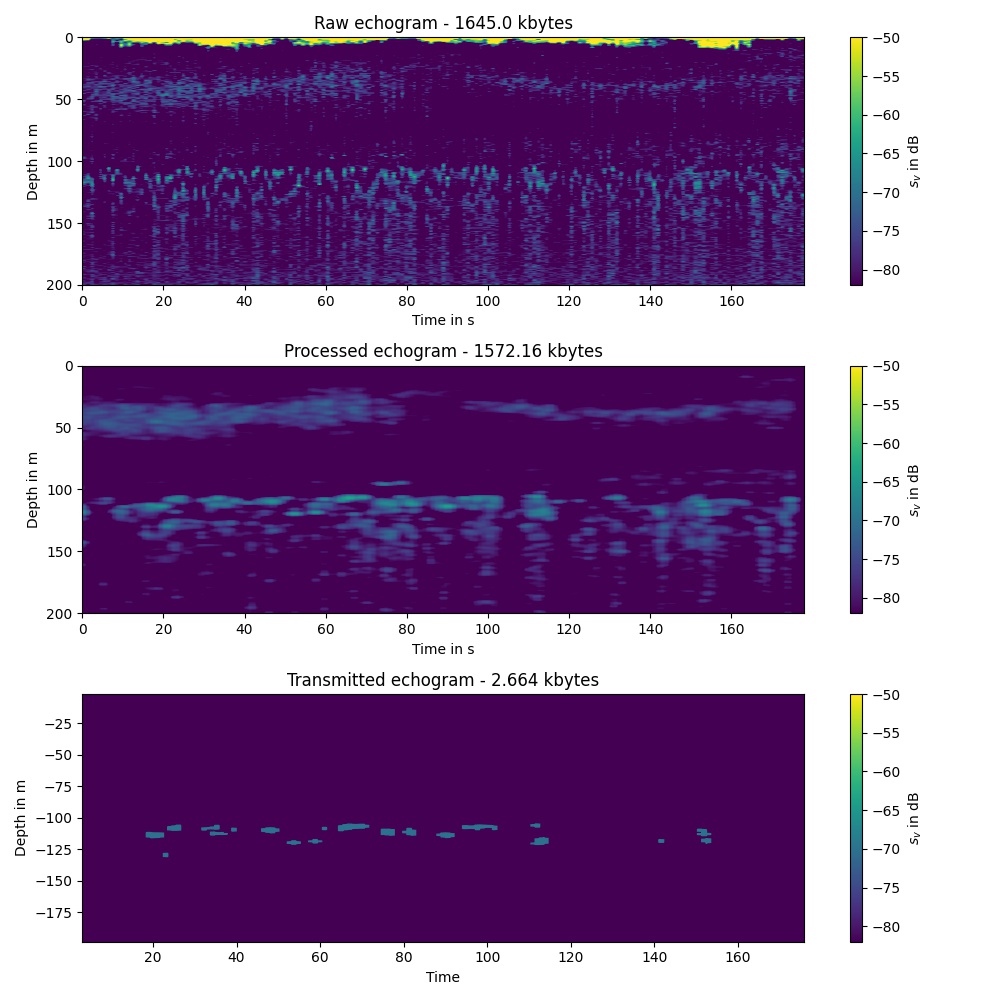 Raw echogram - 1645.0 kbytes
0
50
100
150
200
Depth in m
0 20 40 60 80 100 120 140 160
Time in s
−50
−55
−60
−65
−70
−75
−80
sv in dB
Processed echogram - 1572.16 kbytes
0
50
100
150
200
Depth in m
0 20 40 60 80 100 120 140 160
Time in s
−50
−55
−60
−65
−70
−75
−80
sv in dB
Transmitted echogram - 2.664 kbytes
−25
−50
−75
−100
−125
−150
−175
Depth in m
20 40 60 80 100 120 140 160
Time
−50
−55
−60
−65
−70
−75
−80
sv in dB